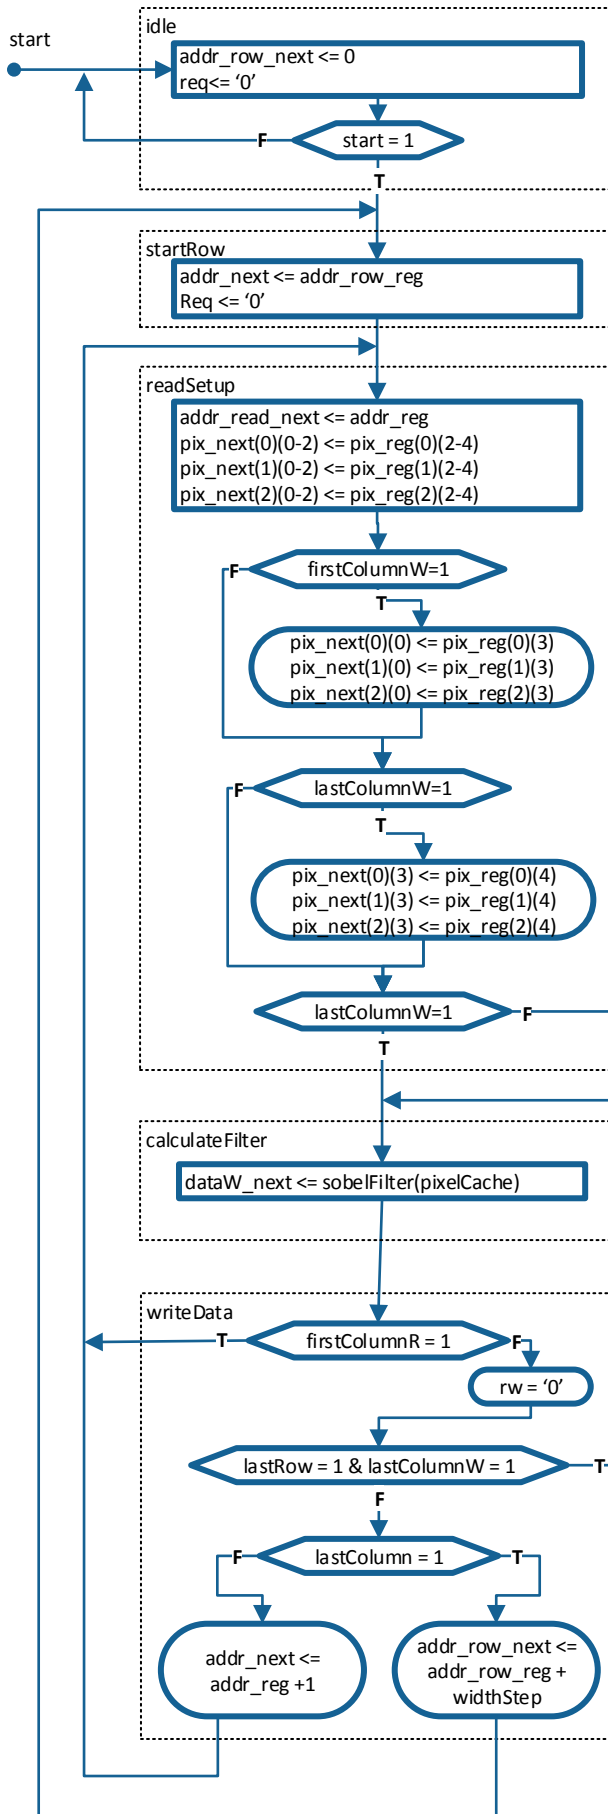 start
idle
addr_row_next <= 0
req<= ‘0’
start = 1
F
T
startRow
addr_next <= addr_row_reg
Req <= ‘0’
readSetup
addr_read_next <= addr_reg
pix_next(0)(0-2) <= pix_reg(0)(2-4)
pix_next(1)(0-2) <= pix_reg(1)(2-4)
pix_next(2)(0-2) <= pix_reg(2)(2-4)
F
firstColumnW=1
T
pix_next(0)(0) <= pix_reg(0)(3)
pix_next(1)(0) <= pix_reg(1)(3)
pix_next(2)(0) <= pix_reg(2)(3)
F
lastColumnW=1
T
pix_next(0)(3) <= pix_reg(0)(4)
pix_next(1)(3) <= pix_reg(1)(4)
pix_next(2)(3) <= pix_reg(2)(4)
lastColumnW=1
F
T
calculateFilter
dataW_next <= sobelFilter(pixelCache)
writeData
T
firstColumnR = 1
F
rw = ‘0’
lastRow = 1 & lastColumnW = 1
T
F
F
lastColumn = 1
T
addr_next <=
addr_reg +1
addr_row_next <=
addr_row_reg +
widthStep